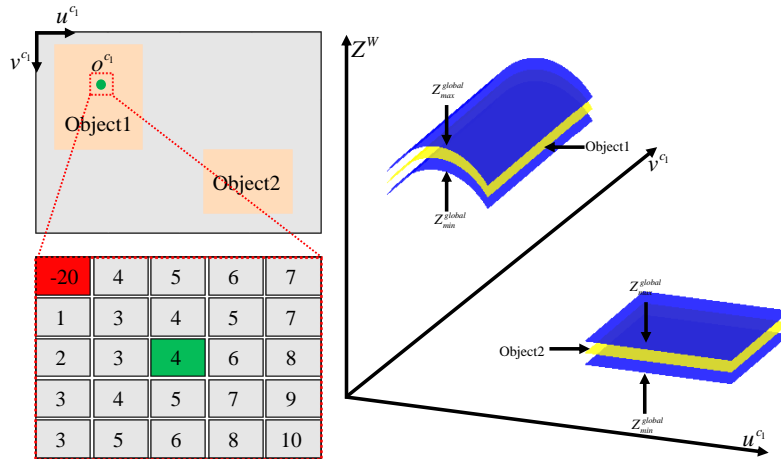 u^{c_1}
v^{c_1}
o^{c_1}
Object1
Object2
-20 4 5 6 7
1 3 4 5 7
2 3 4 6 8
3 4 5 7 9
3 5 6 8 10
Z^W
Z_{max}^{global}
Object1
v^{c_1}
Z_{min}^{global}
Z_{max}^{global}
Object2
Z_{min}^{global}
u^{c_1}